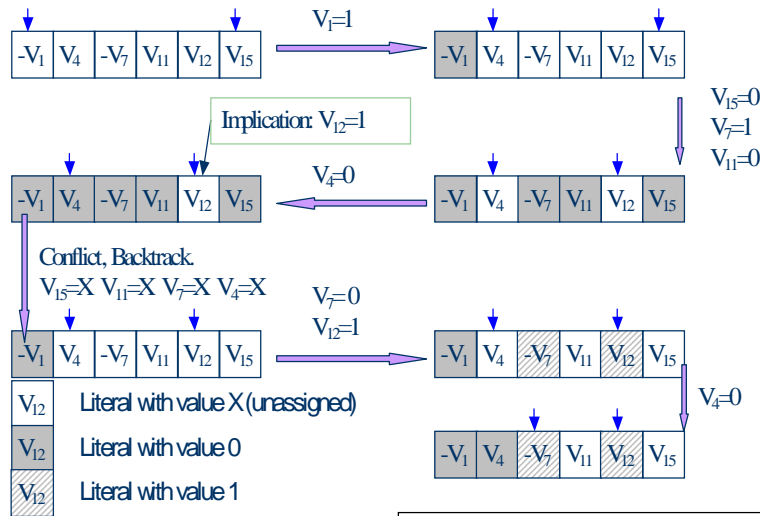 V₁=1
-V₁ V₄ -V₇ V₁₁ V₁₂ V₁₅
-V₁ V₄ -V₇ V₁₁ V₁₂ V₁₅
V₁₅=0
V₇=1
V₁₁=0
Implication: V₁₂=1
V₄=0
-V₁ V₄ -V₇ V₁₁ V₁₂ V₁₅
-V₁ V₄ -V₇ V₁₁ V₁₂ V₁₅
Conflict, Backtrack.
V₁₅=X V₁₁=X V₇=X V₄=X
V₇=0
V₁₂=1
-V₁ V₄ -V₇ V₁₁ V₁₂ V₁₅
-V₁ V₄ -V₇ V₁₁ V₁₂ V₁₅
V₄=0
V₁₂ Literal with value X (unassigned)
V₁₂ Literal with value 0
V₁₂ Literal with value 1
-V₁ V₄ -V₇ V₁₁ V₁₂ V₁₅